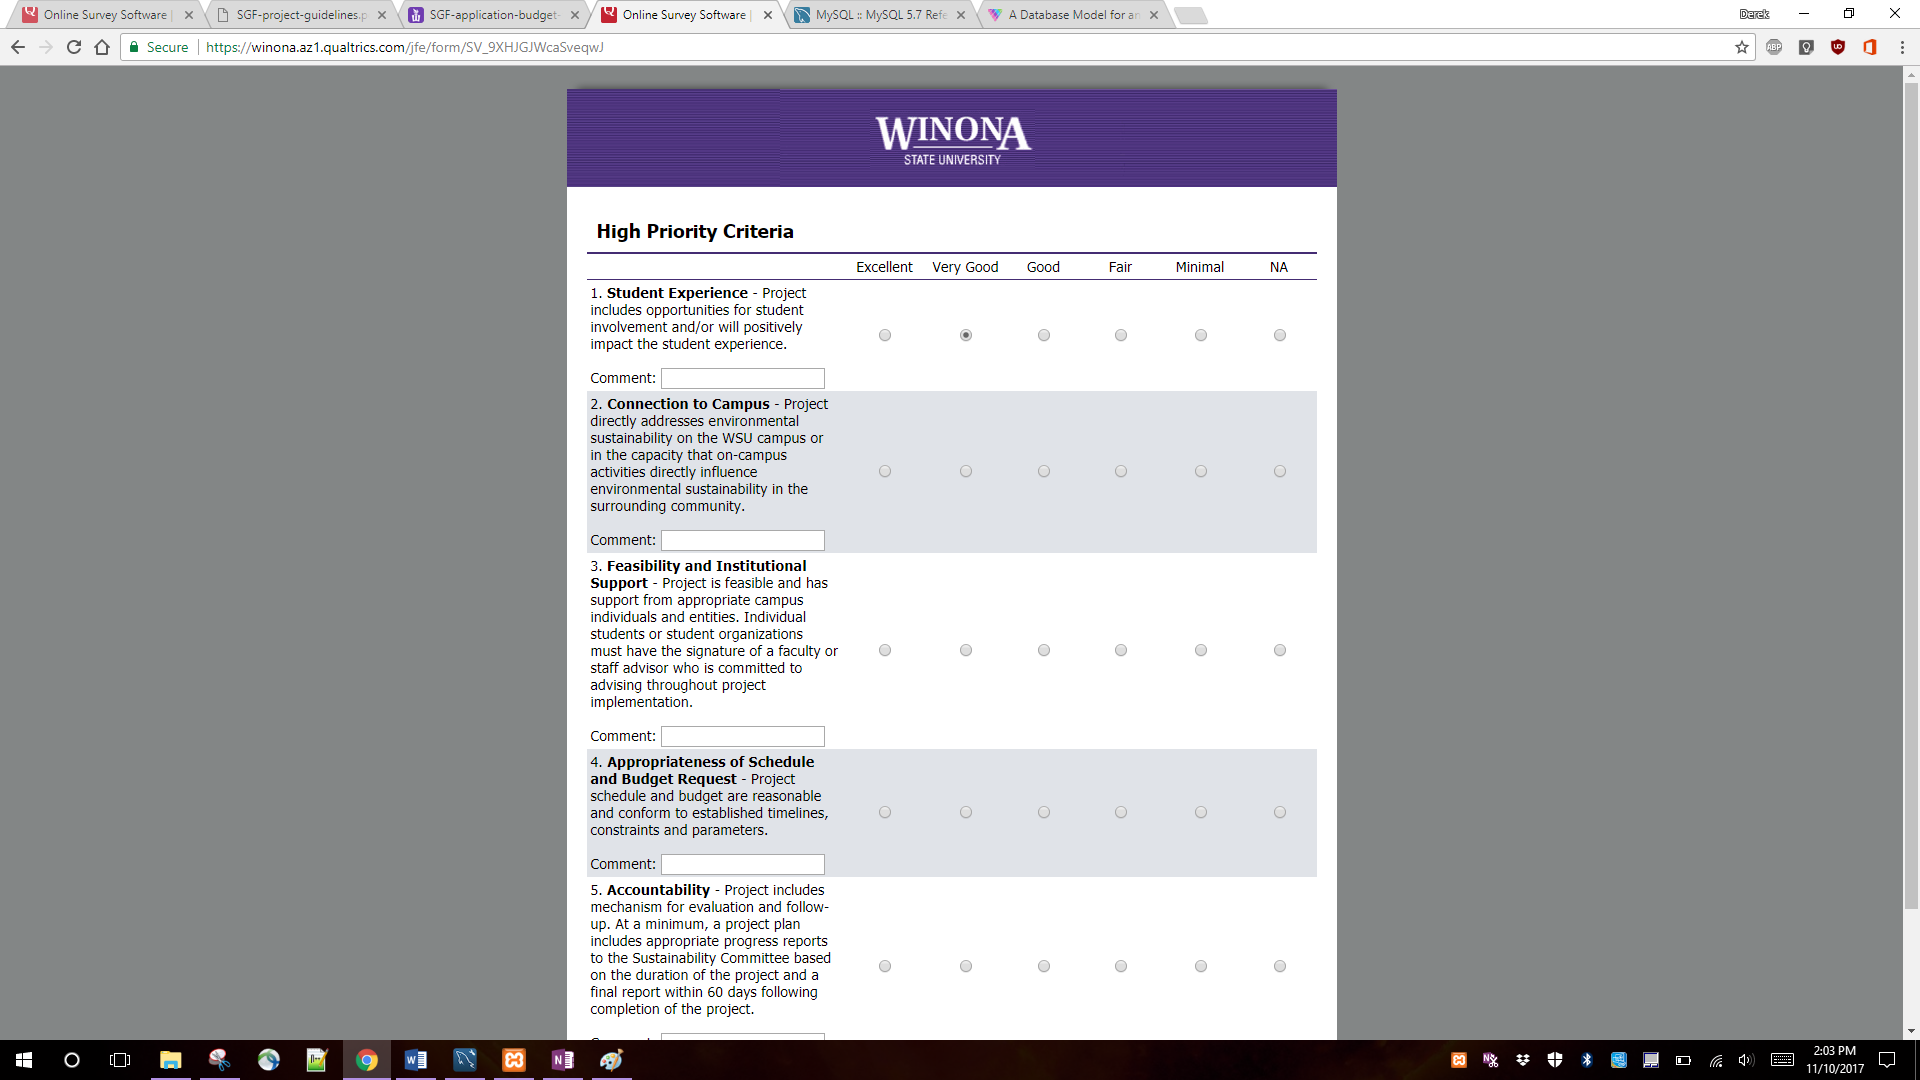 Online Survey Software |
SGF-project-guidelines.p
SGF-application-budget-
Online Survey Software |
MySQL :: MySQL 5.7 Refe
A Database Model for an
Derek
Secure
https://winona.az1.qualtrics.com/jfe/form/SV_9XHJGJWcaSveqwJ
ABP
WINONA
STATE UNIVERSITY
High Priority Criteria
Excellent Very Good Good Fair Minimal NA
1. Student Experience - Project
includes opportunities for student
involvement and/or will positively
impact the student experience.
Comment:
2. Connection to Campus - Project
directly addresses environmental
sustainability on the WSU campus or
in the capacity that on-campus
activities directly influence
environmental sustainability in the
surrounding community.
Comment:
3. Feasibility and Institutional
Support - Project is feasible and has
support from appropriate campus
individuals and entities. Individual
students or student organizations
must have the signature of a faculty or
staff advisor who is committed to
advising throughout project
implementation.
Comment:
4. Appropriateness of Schedule
and Budget Request - Project
schedule and budget are reasonable
and conform to established timelines,
constraints and parameters.
Comment:
5. Accountability - Project includes
mechanism for evaluation and follow-
up. At a minimum, a project plan
includes appropriate progress reports
to the Sustainability Committee based
on the duration of the project and a
final report within 60 days following
completion of the project.
2:03 PM
11/10/2017